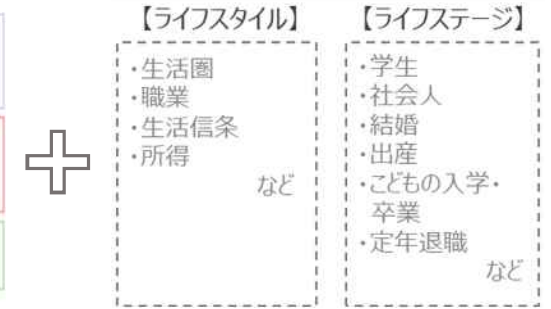 【ライフスタイル】
・生活圏
・職業
・生活信条
・所得
など
【ライフステージ】
・学生
・社会人
・結婚
・出産
・こどもの入学・
卒業
・定年退職
など